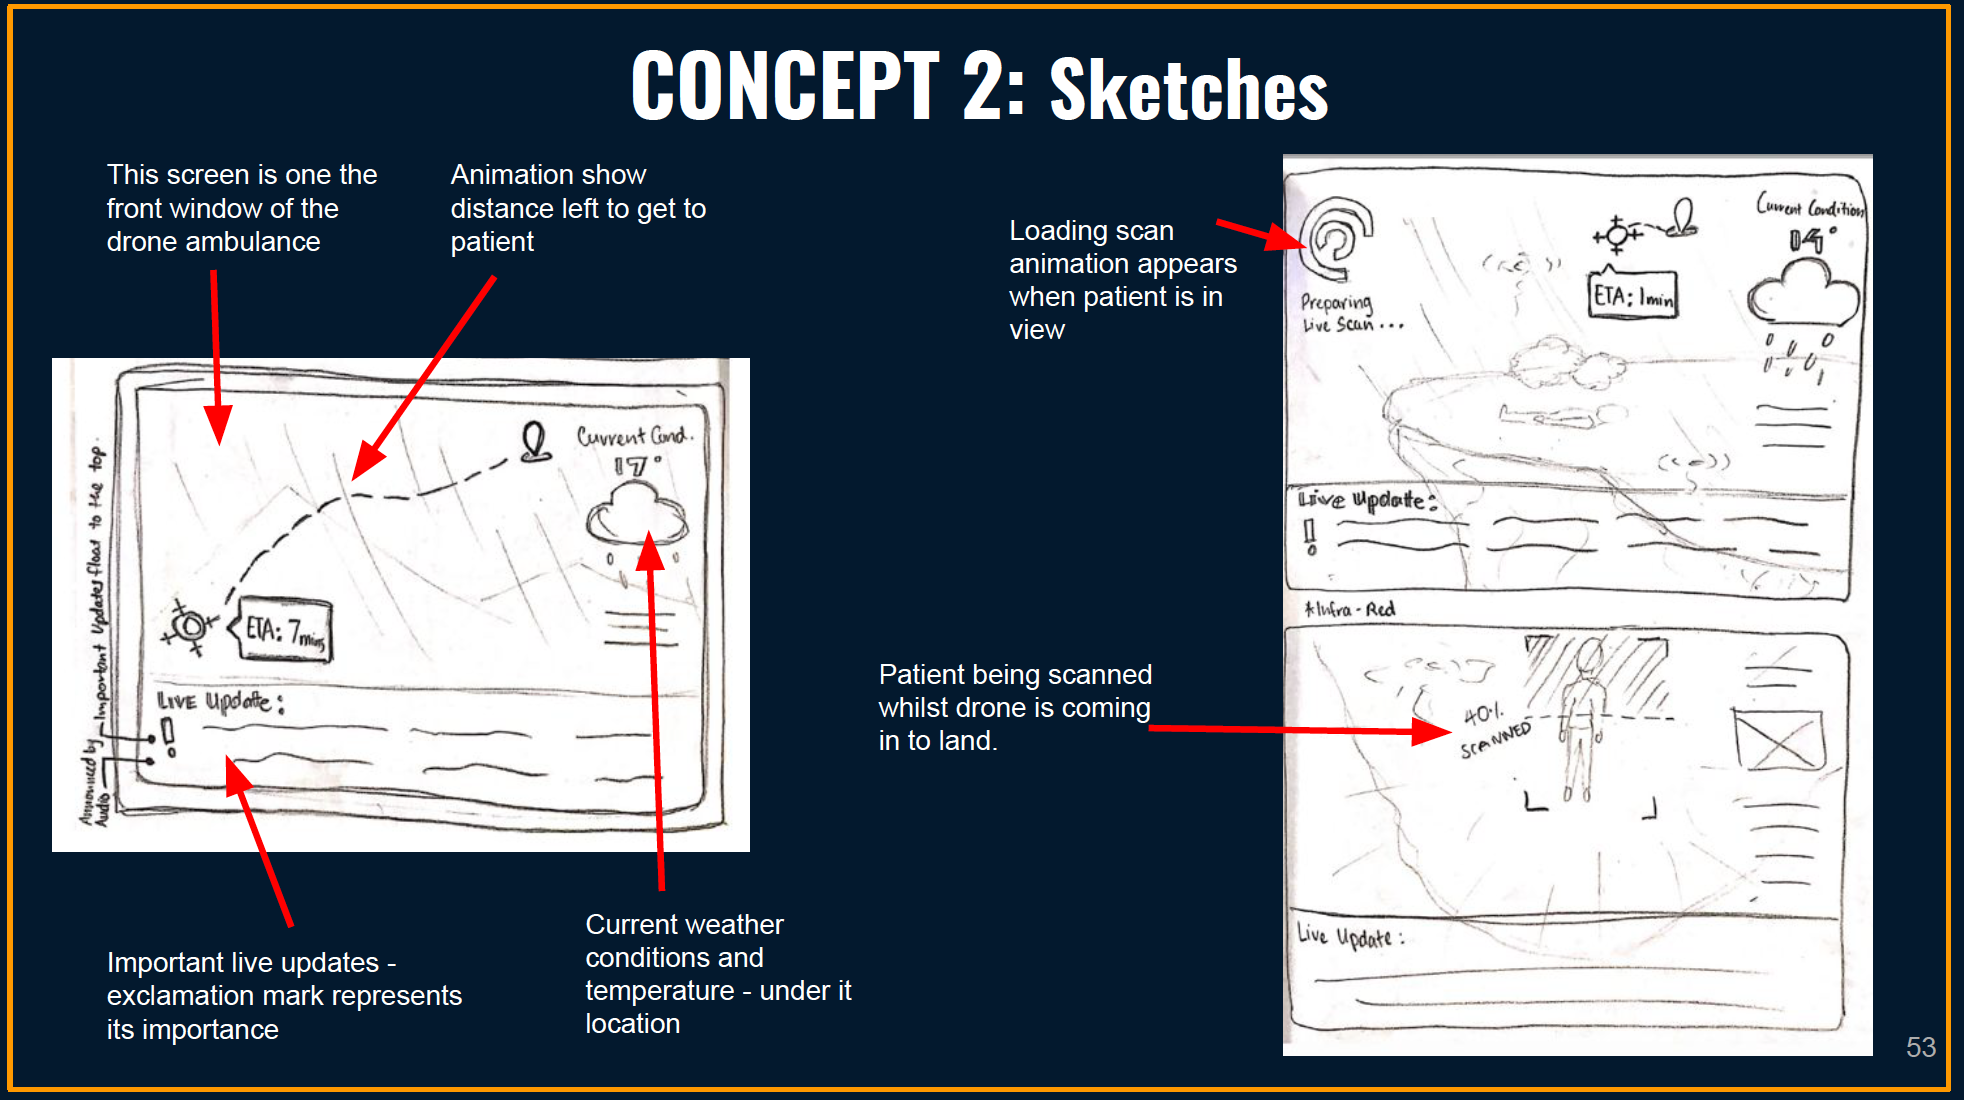 CONCEPT 2: Sketches
This screen is one the
front window of the
drone ambulance
Animation show
distance left to get to
patient
Current Cond.
17°
ETA: 7mins
LIVE Update:
!
Announced by
Audio
Important Updates float to the top.
Important live updates -
exclamation mark represents
its importance
Current weather
conditions and
temperature - under it
location
Loading scan
animation appears
when patient is in
view
Preparing
Live Scan...
ETA: 1min
Current Condition
14°
Live Update:
!
*Infra-Red
Patient being scanned
whilst drone is coming
in to land.
40%
SCANNED
Live Update:
53